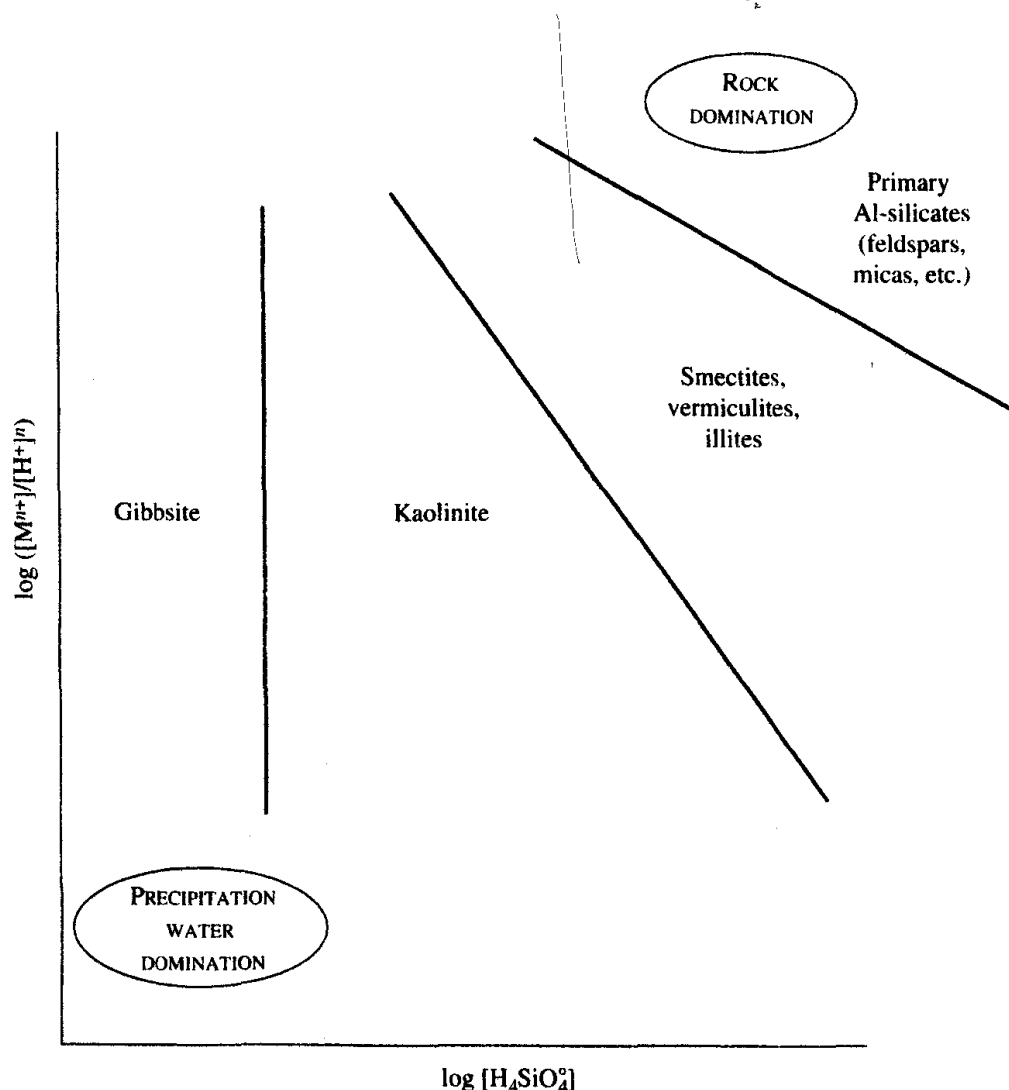 ROCK
DOMINATION
Primary
Al-silicates
(feldspars,
micas, etc.)
Smectites,
vermiculites,
illites
log ([Mⁿ⁺]/[H⁺]ⁿ)
Gibbsite
Kaolinite
PRECIPITATION
WATER
DOMINATION
log [H₄SiO₄°]